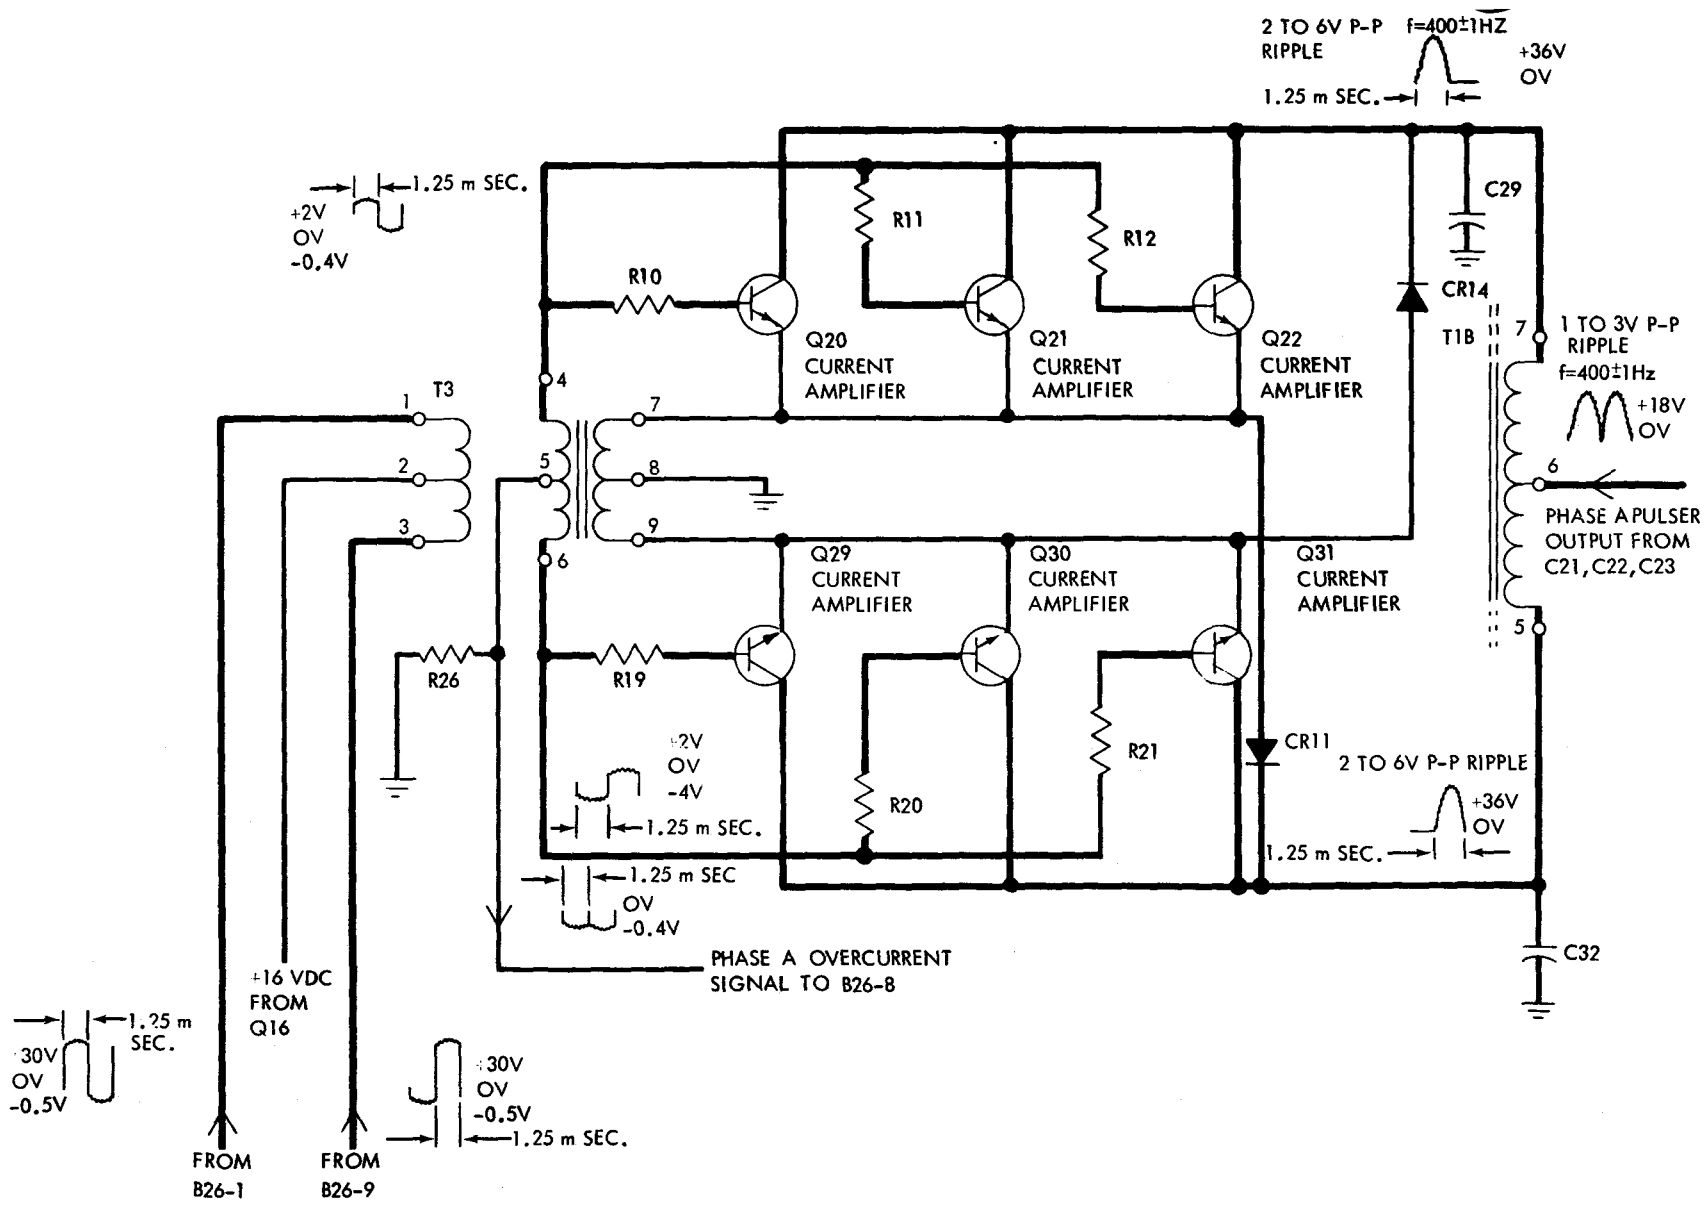 2 TO 6V P-P f=400±1HZ
RIPPLE
+36V
0V
1.25 m SEC.
1.25 m SEC.
+2V
0V
-0.4V
C29
R11
R12
R10
CR14
T1B
7
1 TO 3V P-P
RIPPLE
f=400±1Hz
+18V
0V
Q20
CURRENT
AMPLIFIER
Q21
CURRENT
AMPLIFIER
Q22
CURRENT
AMPLIFIER
T3
4
1
7
2
5
8
6
3
9
6
PHASE A PULSER
OUTPUT FROM
C21, C22, C23
Q29
CURRENT
AMPLIFIER
Q30
CURRENT
AMPLIFIER
Q31
CURRENT
AMPLIFIER
5
R26
R19
+2V
0V
-4V
R20
R21
CR11
2 TO 6V P-P RIPPLE
+36V
0V
1.25 m SEC.
1.25 m SEC.
1.25 m SEC
0V
-0.4V
PHASE A OVERCURRENT
SIGNAL TO B26-8
C32
+16 VDC
FROM
Q16
1.25 m
SEC.
30V
0V
-0.5V
+30V
0V
-0.5V
1.25 m SEC.
FROM
B26-1
FROM
B26-9